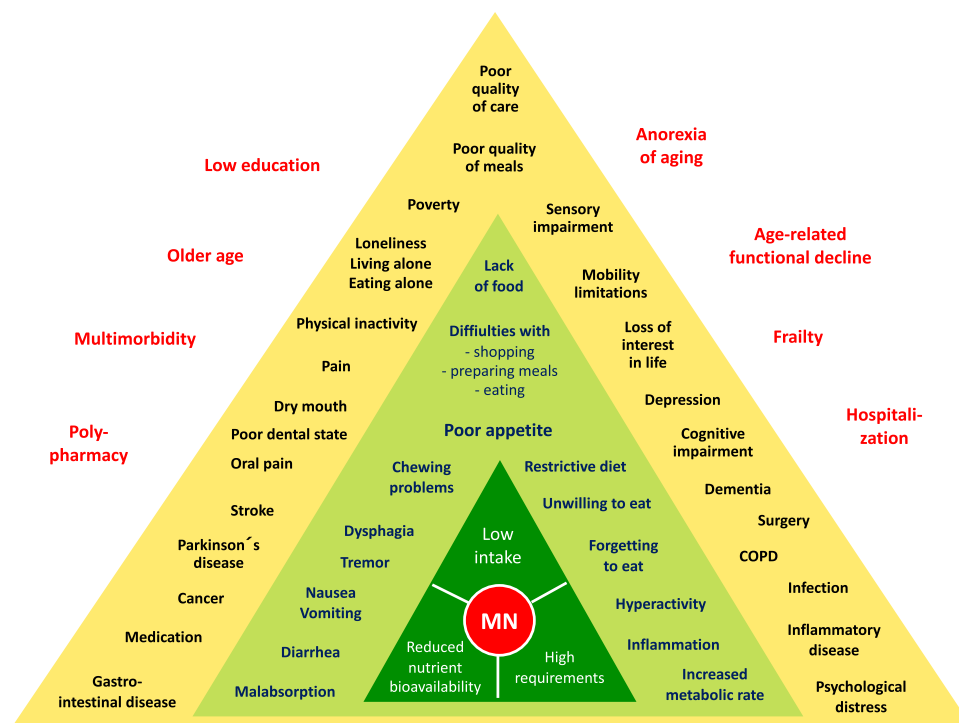 Poor
quality
of care
Poor quality
of meals
Poverty
Loneliness
Living alone
Eating alone
Physical inactivity
Pain
Dry mouth
Poor dental state
Oral pain
Stroke
Parkinson´s
disease
Cancer
Medication
Gastro-
intestinal disease
Sensory
impairment
Mobility
limitations
Loss of
interest
in life
Depression
Cognitive
impairment
Dementia
Surgery
COPD
Infection
Inflammatory
disease
Psychological
distress
Low education
Older age
Multimorbidity
Poly-
pharmacy
Anorexia
of aging
Age-related
functional decline
Frailty
Hospitali-
zation
Lack
of food
Diffiulties with
- shopping
- preparing meals
- eating
Poor appetite
Chewing
problems
Dysphagia
Tremor
Nausea
Vomiting
Diarrhea
Malabsorption
Restrictive diet
Unwilling to eat
Forgetting
to eat
Hyperactivity
Inflammation
Increased
metabolic rate
Low
intake
MN
Reduced
nutrient
bioavailability
High
requirements